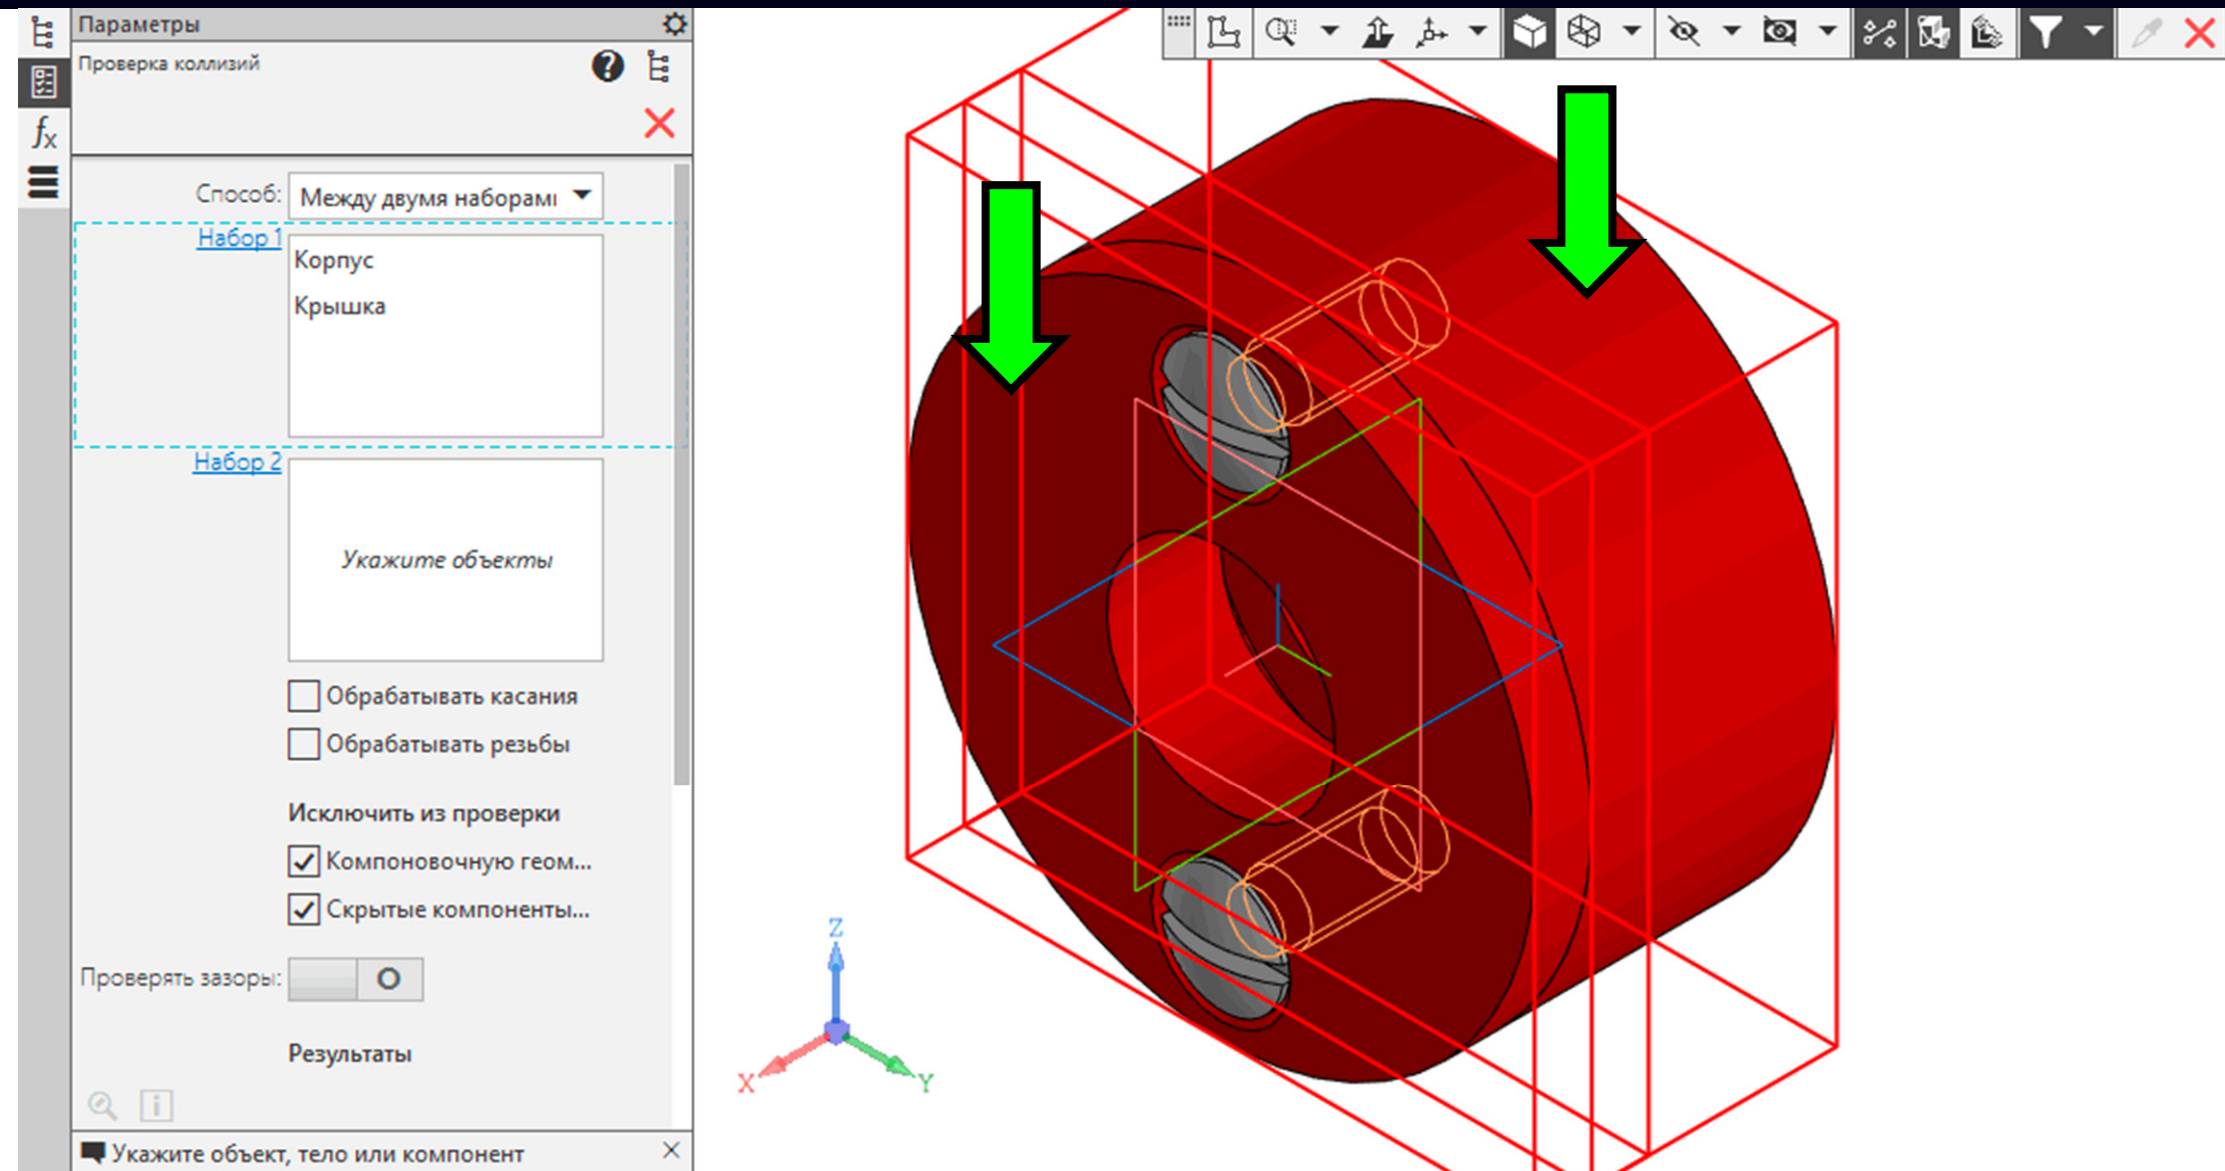 Параметры
Проверка коллизий
Способ: Между двумя наборами
Набор 1
Корпус
Крышка
Набор 2
Укажите объекты
Обрабатывать касания
Обрабатывать резьбы
Исключить из проверки
Компоновочную геом...
Скрытые компоненты...
Проверять зазоры:
Результаты
Укажите объект, тело или компонент
Z
X
Y